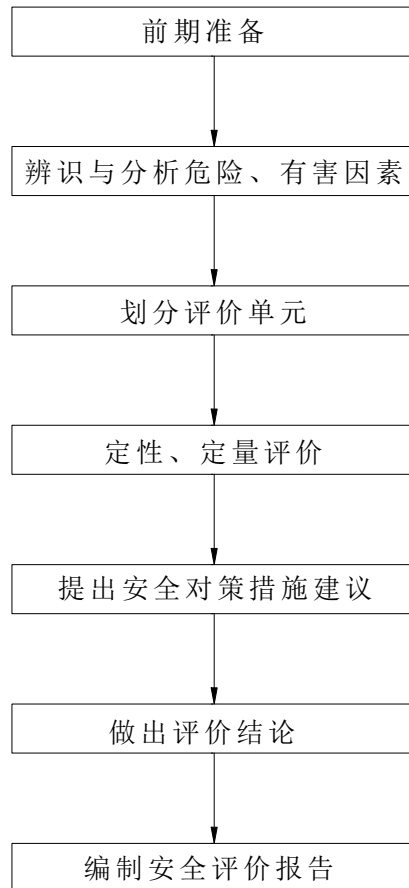 前期准备
辨识与分析危险、有害因素
划分评价单元
定性、定量评价
提出安全对策措施建议
做出评价结论
编制安全评价报告